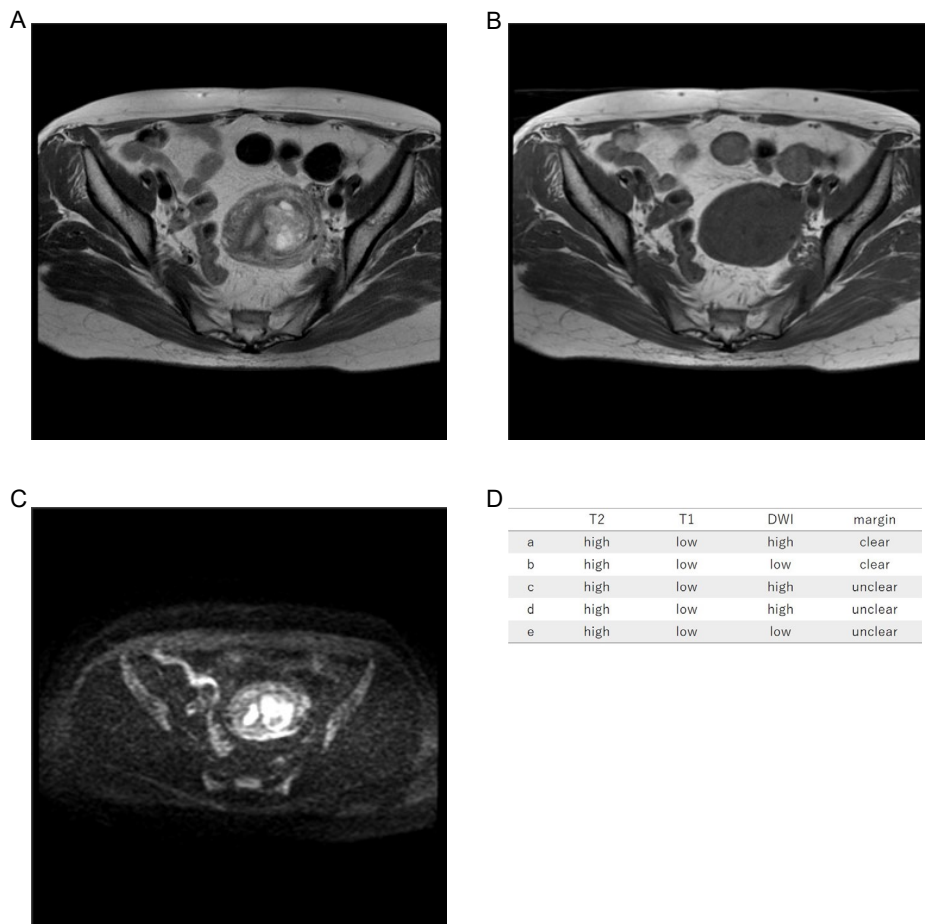 A
B
C
D
T2 T1 DWI margin
a high low high clear
b high low low clear
c high low high unclear
d high low high unclear
e high low low unclear